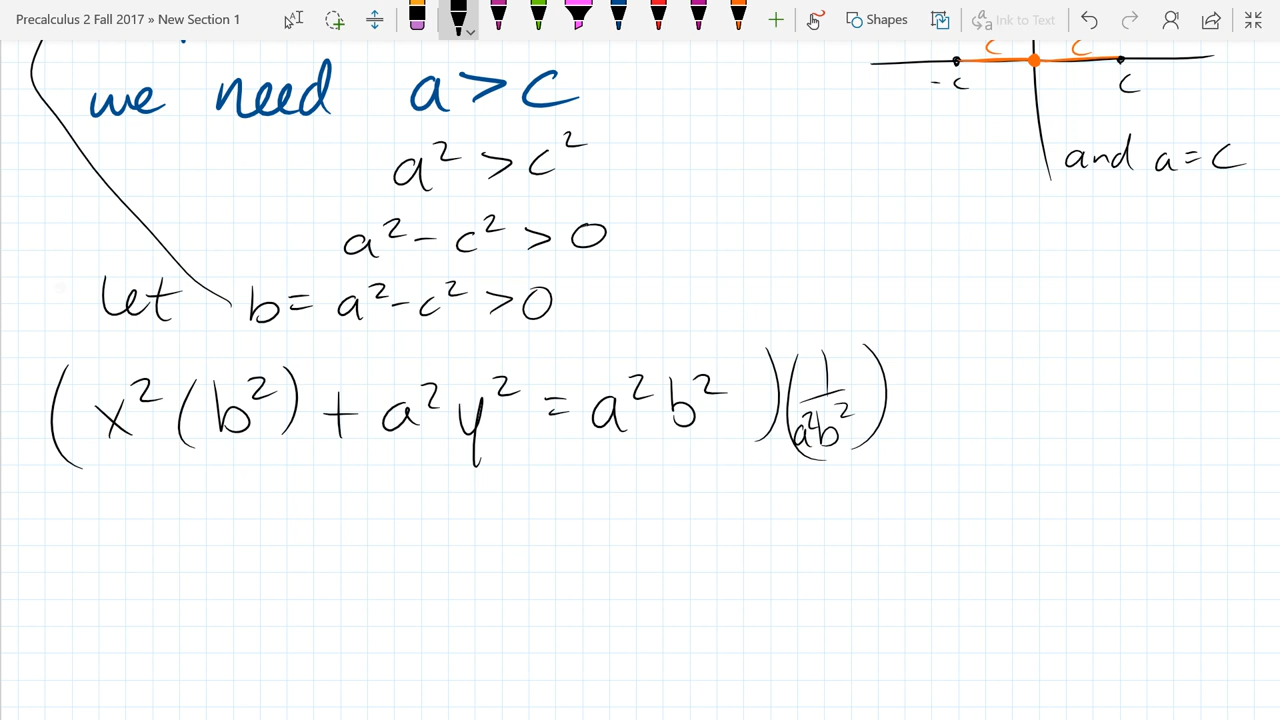 Precalculus 2 Fall 2017 » New Section 1
Shapes
Ink to Text
we need a > c
a² > c²
a² - c² > 0
let b = a² - c² > 0
(x²(b²) + a²y² = a²b²)(1/a²b²)
c c
-c c
and a = c